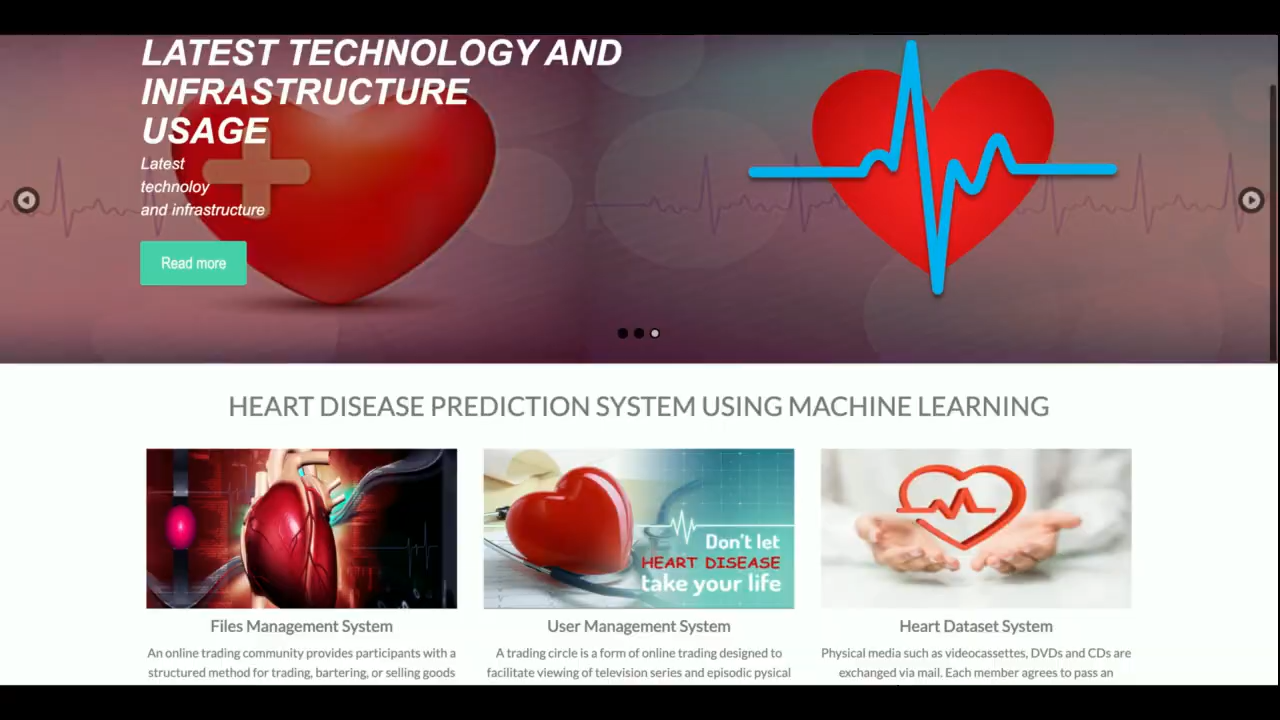 LATEST TECHNOLOGY AND
INFRASTRUCTURE
USAGE
Latest
technoloy
and infrastructure
Read more
HEART DISEASE PREDICTION SYSTEM USING MACHINE LEARNING
Don't let
HEART DISEASE
take your life
Files Management System
User Management System
Heart Dataset System
An online trading community provides participants with a
structured method for trading, bartering, or selling goods
A trading circle is a form of online trading designed to
facilitate viewing of television series and episodic pysical
Physical media such as videocassettes, DVDs and CDs are
exchanged via mail. Each member agrees to pass an